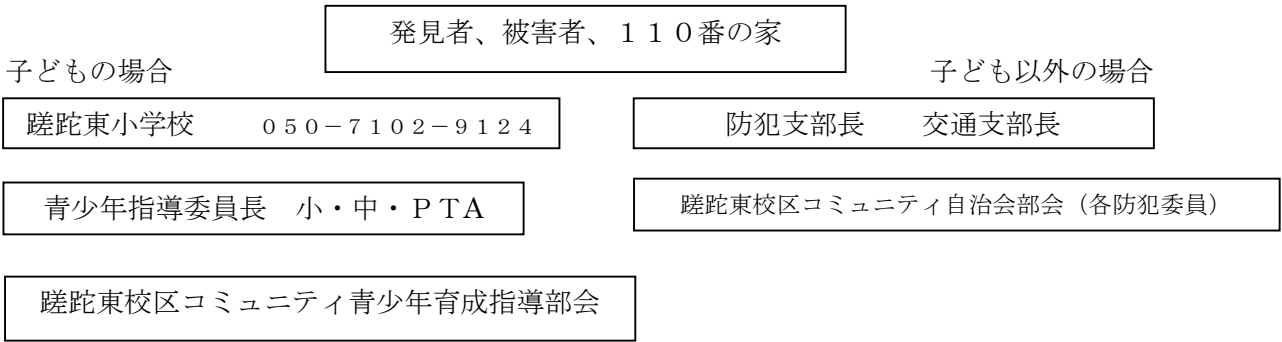 発見者、被害者、１１０番の家
子どもの場合
子ども以外の場合
蹉跎東小学校　　０５０－７１０２－９１２４
防犯支部長　　交通支部長
青少年指導委員長　小・中・ＰＴＡ
蹉跎東校区コミュニティ自治会部会（各防犯委員）
蹉跎東校区コミュニティ青少年育成指導部会